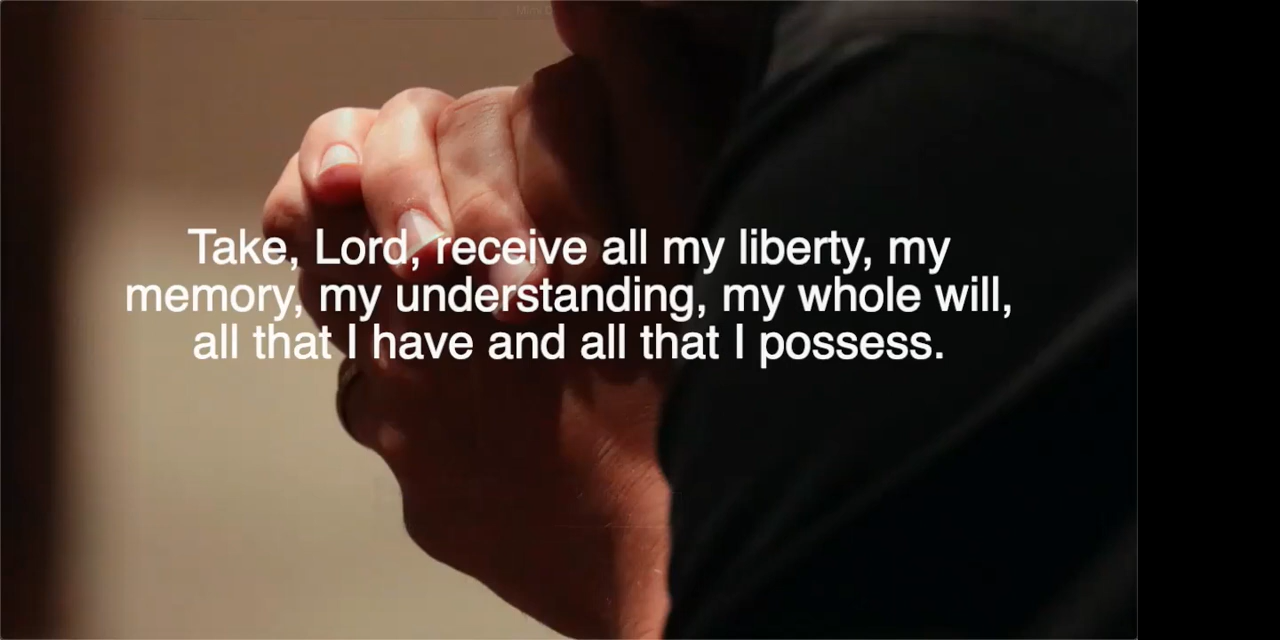 Take, Lord, receive all my liberty, my
memory, my understanding, my whole will,
all that I have and all that I possess.